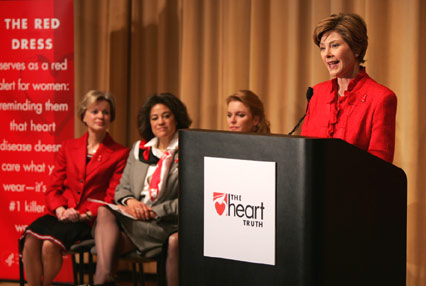 THE RED
DRESS
serves as a red
alert for women:
reminding them
that heart
disease doesn
care what y
wear—it's
#1 killer
THE
heart
TRUTH